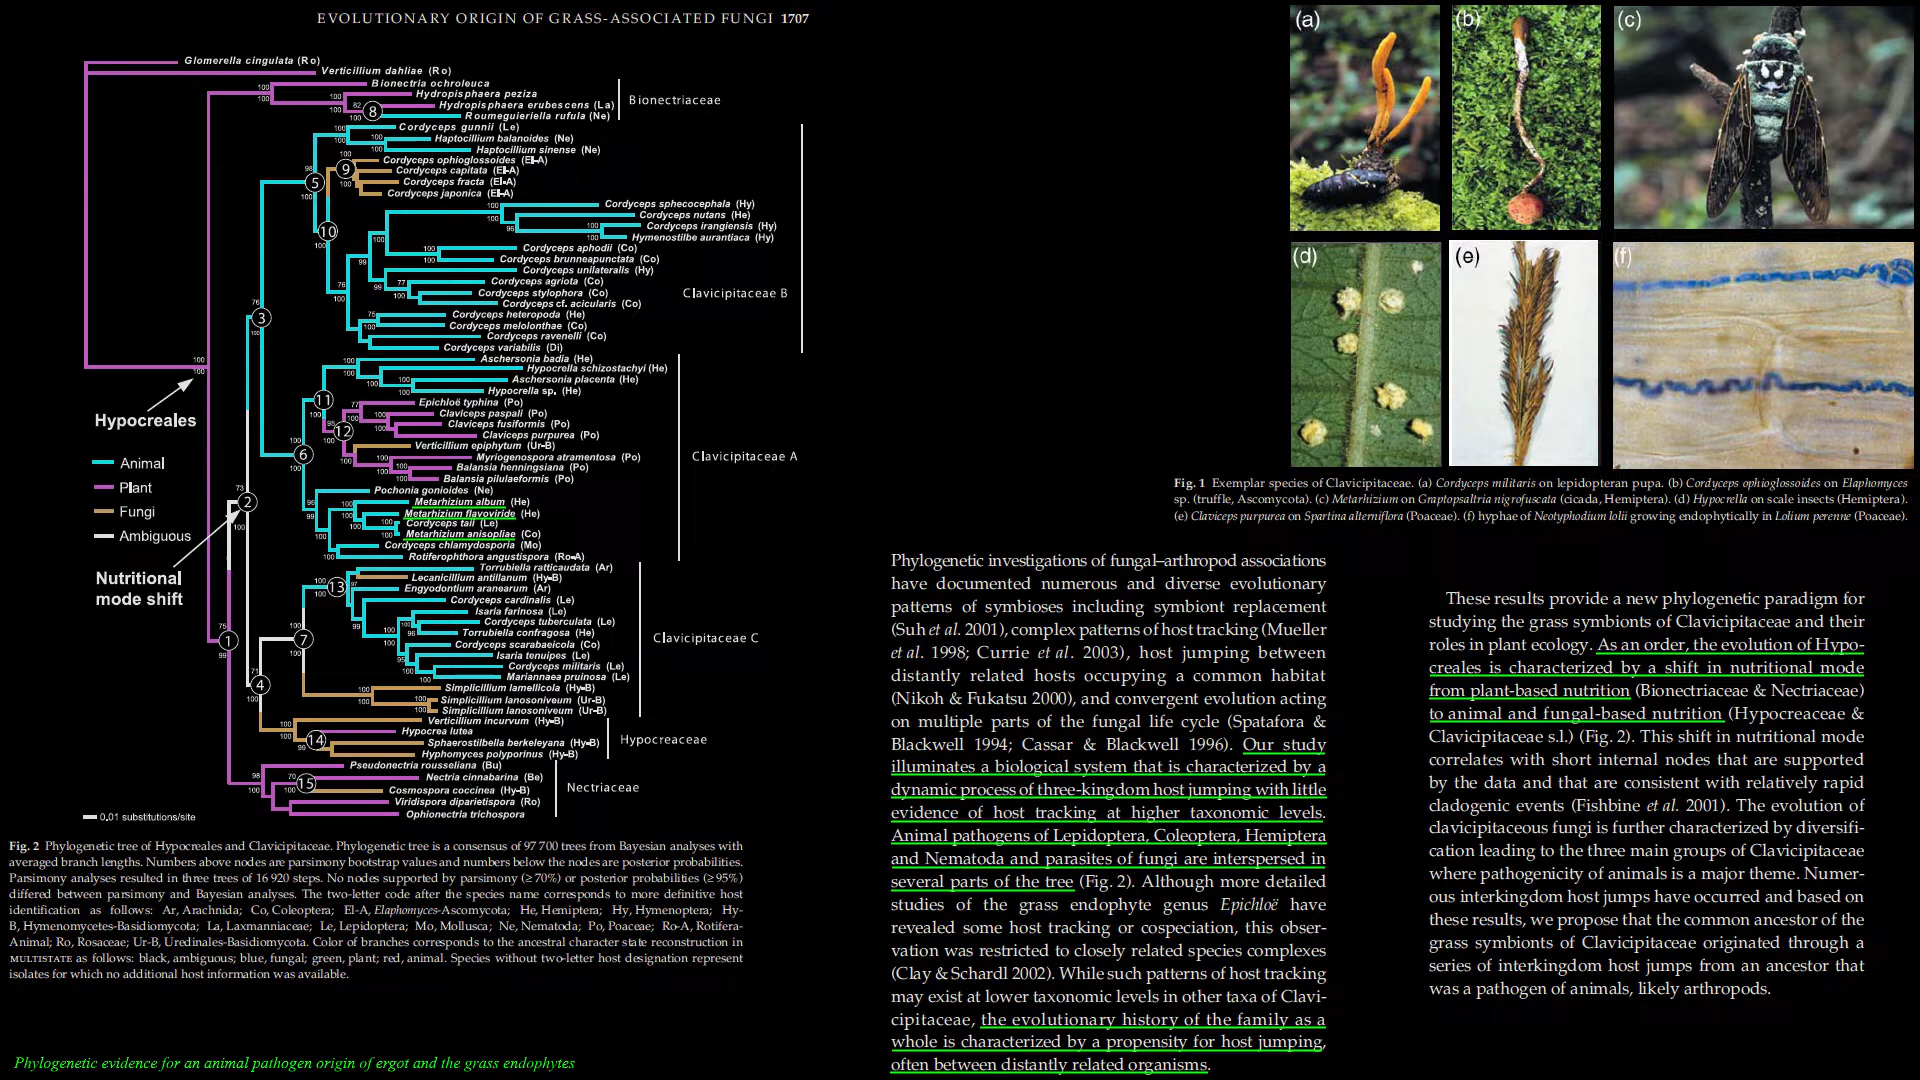 EVOLUTIONARY ORIGIN OF GRASS-ASSOCIATED FUNGI 1707
Glomerella cingulata (Ro)
Verticillium dahliae (Ro)
Bionectria ochroleuca
Hydropisphaera peziza
Hydropisphaera erubescens (La)
Roumeguieriella rufula (Ne)
Bionectriaceae
Cordyceps gunnii (Le)
Haptocillium balanoides (Ne)
Haptocillium sinense (Ne)
Cordyceps ophioglossoides (El-A)
Cordyceps capitata (El-A)
Cordyceps fracta (El-A)
Cordyceps japonica (El-A)
Cordyceps sphecocephala (Hy)
Cordyceps nutans (He)
Cordyceps irangiensis (Hy)
Hymenostilbe aurantiaca (Hy)
Cordyceps aphodii (Co)
Cordyceps brunneapunctata (Co)
Cordyceps unilateralis (Hy)
Cordyceps agriota (Co)
Cordyceps stylophora (Co)
Cordyceps cf. acicularis (Co)
Cordyceps heteropoda (He)
Cordyceps melolonthae (Co)
Cordyceps ravenelli (Co)
Cordyceps variabilis (Di)
Clavicipitaceae B
Aschersonia badia (He)
Hypocrella schizostachyi (He)
Aschersonia placenta (He)
Hypocrella sp. (He)
Epichloë typhina (Po)
Claviceps paspali (Po)
Claviceps fusiformis (Po)
Claviceps purpurea (Po)
Verticillium epiphytum (Ur-B)
Myriogenospora atramentosa (Po)
Balansia henningsiana (Po)
Balansia pilulaeformis (Po)
Pochonia gonioides (Ne)
Metarhizium album (He)
Metarhizium flavoviride (He)
Cordyceps taii (Le)
Metarhizium anisopliae (Co)
Cordyceps chlamydosporia (Mo)
Rotiferophthora angustispora (Ro-A)
Clavicipitaceae A
Torrubiella ratticaudata (Ar)
Lecanicillium antillanum (Hy-B)
Engyodontium aranearum (Ar)
Cordyceps cardinalis (Le)
Isaria farinosa (Le)
Cordyceps tuberculata (Le)
Torrubiella confragosa (He)
Cordyceps scarabaeicola (Co)
Isaria tenuipes (Le)
Cordyceps militaris (Le)
Mariannaea pruinosa (Le)
Simplicillium lamellicola (Hy-B)
Simplicillium lanosoniveum (Ur-B)
Simplicillium lanosoniveum (Ur-B)
Clavicipitaceae C
Verticillium incurvum (Hy-B)
Hypocrea lutea
Sphaerostilbella berkeleyana (Hy-B)
Hyphomyces polyporinus (Hy-B)
Hypocreaceae
Pseudonectria rousseliana (Bu)
Nectria cinnabarina (Be)
Cosmospora coccinea (Hy-B)
Viridispora diparietispora (Ro)
Ophionectria trichospora
Nectriaceae
Hypocreales
Animal
Plant
Fungi
Ambiguous
Nutritional
mode shift
1
2
3
4
5
6
7
8
9
10
11
12
13
14
15
0.01 substitutions/site
Fig. 2 Phylogenetic tree of Hypocreales and Clavicipitaceae. Phylogenetic tree is a consensus of 97 700 trees from Bayesian analyses with
averaged branch lengths. Numbers above nodes are parsimony bootstrap values and numbers below the nodes are posterior probabilities.
Parsimony analyses resulted in three trees of 16 920 steps. No nodes supported by parsimony (≥70%) or posterior probabilities (≥95%)
differed between parsimony and Bayesian analyses. The two-letter code after the species name corresponds to more definitive host
identification as follows: Ar, Arachnida; Co, Coleoptera; El-A, Elaphomyces-Ascomycota; He, Hemiptera; Hy, Hymenoptera; Hy-
B, Hymenomycetes-Basidiomycota; La, Laxmanniaceae; Le, Lepidoptera; Mo, Mollusca; Ne, Nematoda; Po, Poaceae; Ro-A, Rotifera-
Animal; Ro, Rosaceae; Ur-B, Uredinales-Basidiomycota. Color of branches corresponds to the ancestral character state reconstruction in
MULTISTATE as follows: black, ambiguous; blue, fungal; green, plant; red, animal. Species without two-letter host designation represent
isolates for which no additional host information was available.
Phylogenetic evidence for an animal pathogen origin of ergot and the grass endophytes
(a)
(b)
(c)
(d)
(e)
(f)
Fig. 1 Exemplar species of Clavicipitaceae. (a) Cordyceps militaris on lepidopteran pupa. (b) Cordyceps ophioglossoides on Elaphomyces
sp. (truffle, Ascomycota). (c) Metarhizium on Graptopsaltria nigrofuscata (cicada, Hemiptera). (d) Hypocrella on scale insects (Hemiptera).
(e) Claviceps purpurea on Spartina alterniflora (Poaceae). (f) hyphae of Neotyphodium lolii growing endophytically in Lolium perenne (Poaceae).
Phylogenetic investigations of fungal–arthropod associations
have documented numerous and diverse evolutionary
patterns of symbioses including symbiont replacement
(Suh et al. 2001), complex patterns of host tracking (Mueller
et al. 1998; Currie et al. 2003), host jumping between
distantly related hosts occupying a common habitat
(Nikoh & Fukatsu 2000), and convergent evolution acting
on multiple parts of the fungal life cycle (Spatafora &
Blackwell 1994; Cassar & Blackwell 1996). Our study
illuminates a biological system that is characterized by a
dynamic process of three-kingdom host jumping with little
evidence of host tracking at higher taxonomic levels.
Animal pathogens of Lepidoptera, Coleoptera, Hemiptera
and Nematoda and parasites of fungi are interspersed in
several parts of the tree (Fig. 2). Although more detailed
studies of the grass endophyte genus Epichloë have
revealed some host tracking or cospeciation, this obser-
vation was restricted to closely related species complexes
(Clay & Schardl 2002). While such patterns of host tracking
may exist at lower taxonomic levels in other taxa of Clavi-
cipitaceae, the evolutionary history of the family as a
whole is characterized by a propensity for host jumping,
often between distantly related organisms.
These results provide a new phylogenetic paradigm for
studying the grass symbionts of Clavicipitaceae and their
roles in plant ecology. As an order, the evolution of Hypo-
creales is characterized by a shift in nutritional mode
from plant-based nutrition (Bionectriaceae & Nectriaceae)
to animal and fungal-based nutrition (Hypocreaceae &
Clavicipitaceae s.l.) (Fig. 2). This shift in nutritional mode
correlates with short internal nodes that are supported
by the data and that are consistent with relatively rapid
cladogenic events (Fishbine et al. 2001). The evolution of
clavicipitaceous fungi is further characterized by diversifi-
cation leading to the three main groups of Clavicipitaceae
where pathogenicity of animals is a major theme. Numer-
ous interkingdom host jumps have occurred and based on
these results, we propose that the common ancestor of the
grass symbionts of Clavicipitaceae originated through a
series of interkingdom host jumps from an ancestor that
was a pathogen of animals, likely arthropods.